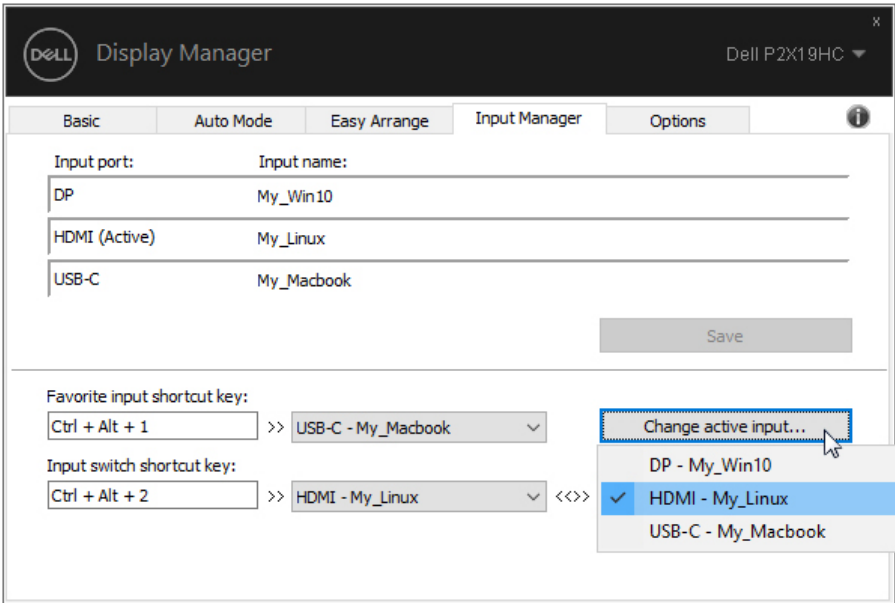 x
DELL Display Manager Dell P2X19HC
Basic Auto Mode Easy Arrange Input Manager Options i
Input port: Input name:
DP My_Win10
HDMI (Active) My_Linux
USB-C My_Macbook
Save
Favorite input shortcut key:
Ctrl + Alt + 1 >> USB-C - My_Macbook Change active input...
Input switch shortcut key:
DP - My_Win10
Ctrl + Alt + 2 >> HDMI - My_Linux <<>> HDMI - My_Linux
USB-C - My_Macbook